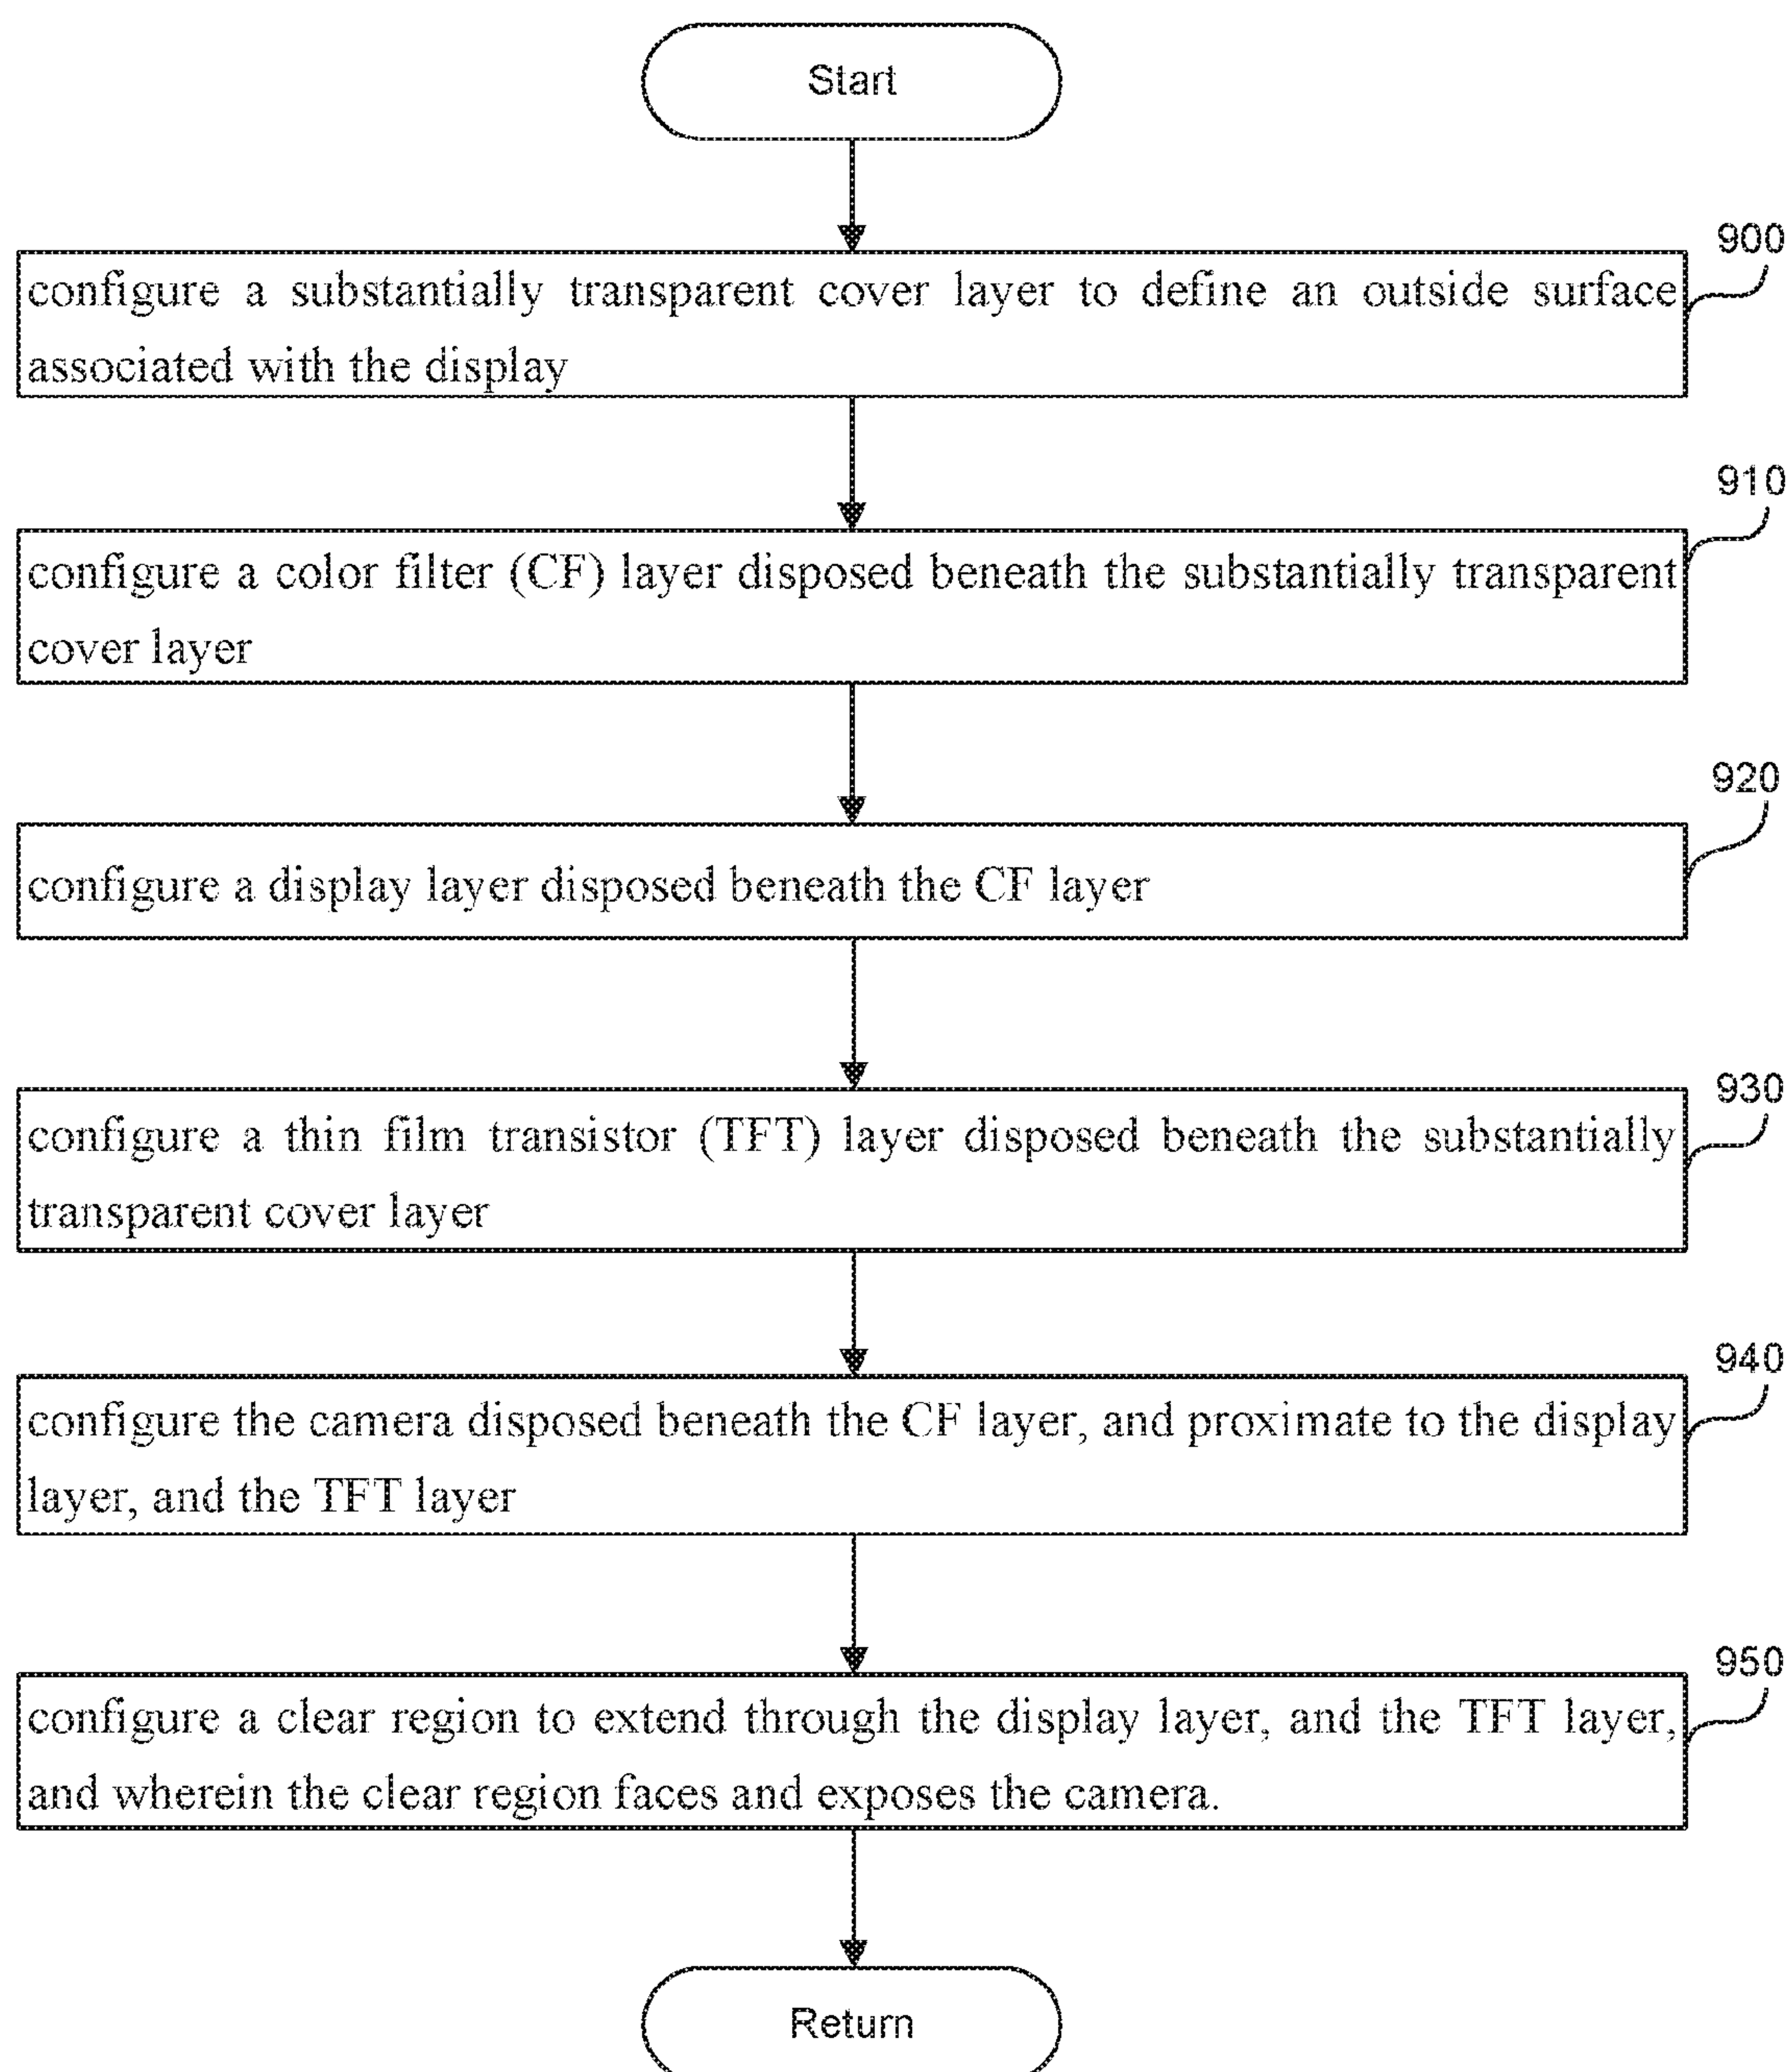 Start
900
configure a substantially transparent cover layer to define an outside surface
associated with the display
910
configure a color filter (CF) layer disposed beneath the substantially transparent
cover layer
920
configure a display layer disposed beneath the CF layer
930
configure a thin film transistor (TFT) layer disposed beneath the substantially
transparent cover layer
940
configure the camera disposed beneath the CF layer, and proximate to the display
layer, and the TFT layer
950
configure a clear region to extend through the display layer, and the TFT layer,
and wherein the clear region faces and exposes the camera.
Return